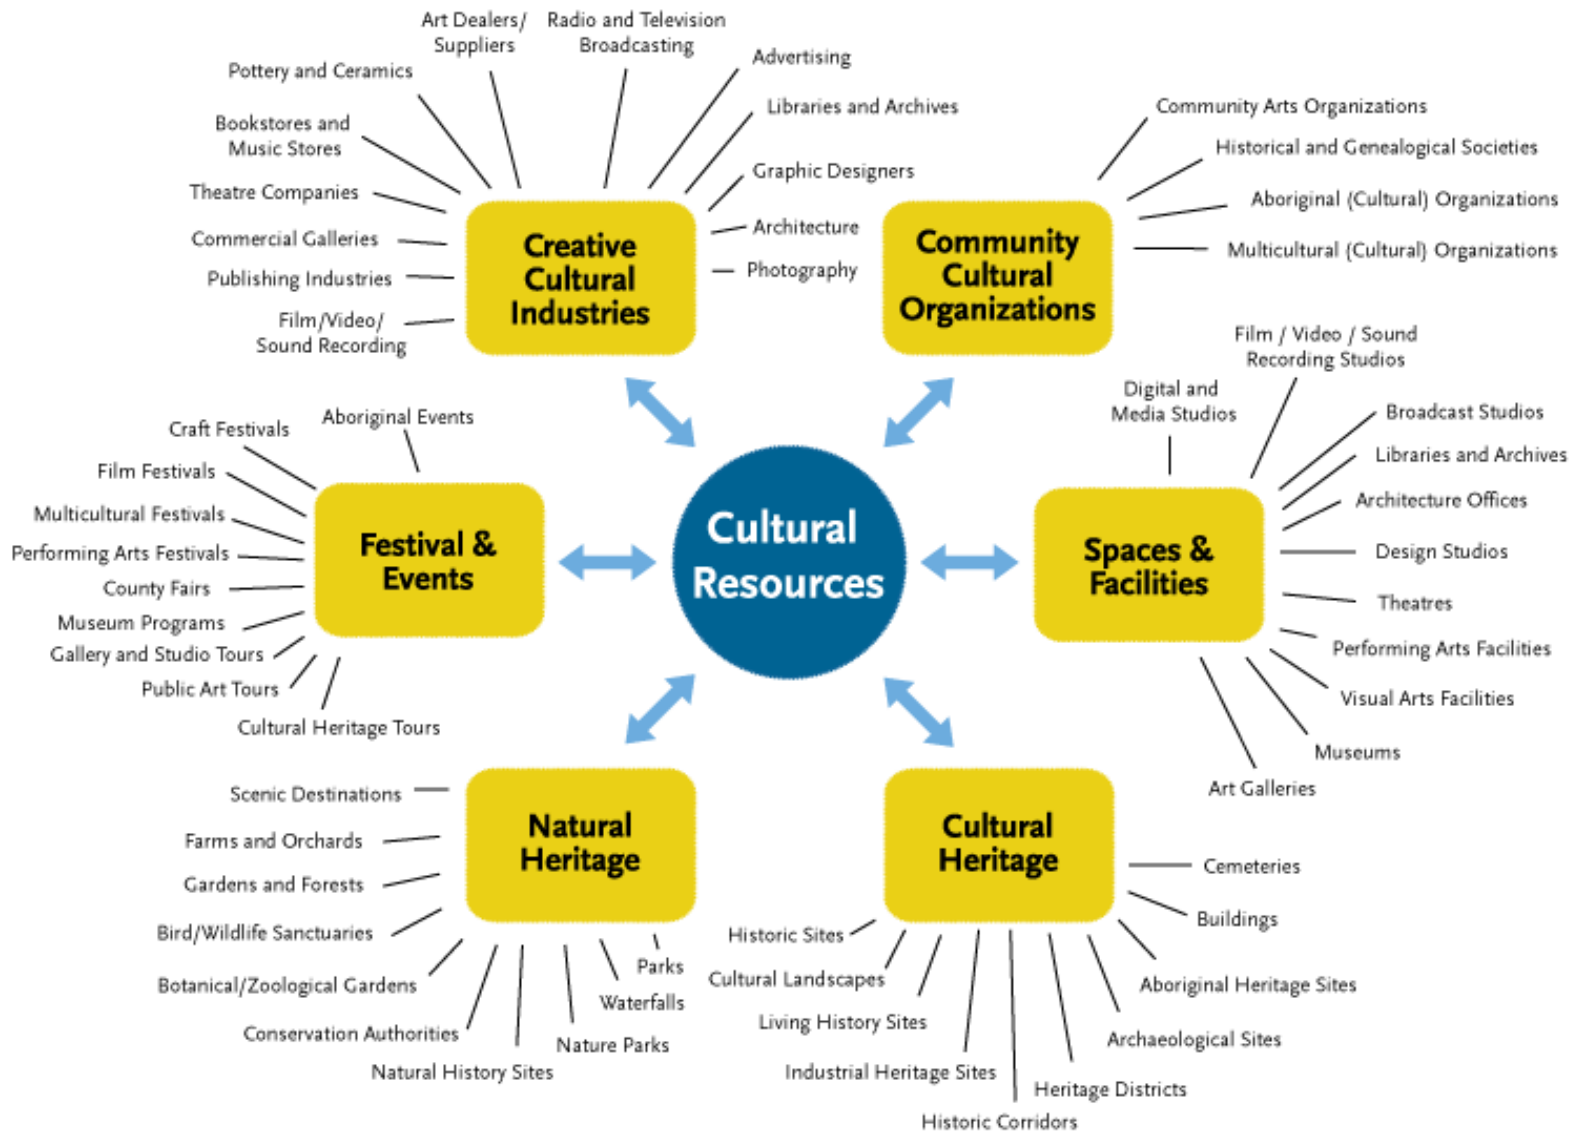 Art Dealers/
Suppliers
Radio and Television
Broadcasting
Advertising
Pottery and Ceramics
Libraries and Archives
Bookstores and
Music Stores
Graphic Designers
Theatre Companies
Architecture
Commercial Galleries
Photography
Publishing Industries
Film/Video/
Sound Recording
Creative
Cultural
Industries
Community Arts Organizations
Historical and Genealogical Societies
Aboriginal (Cultural) Organizations
Multicultural (Cultural) Organizations
Community
Cultural
Organizations
Film / Video / Sound
Recording Studios
Digital and
Media Studios
Broadcast Studios
Libraries and Archives
Architecture Offices
Design Studios
Theatres
Performing Arts Facilities
Visual Arts Facilities
Museums
Art Galleries
Spaces &
Facilities
Aboriginal Events
Craft Festivals
Film Festivals
Multicultural Festivals
Performing Arts Festivals
County Fairs
Museum Programs
Gallery and Studio Tours
Public Art Tours
Cultural Heritage Tours
Festival &
Events
Cultural
Resources
Scenic Destinations
Farms and Orchards
Gardens and Forests
Bird/Wildlife Sanctuaries
Botanical/Zoological Gardens
Conservation Authorities
Natural History Sites
Nature Parks
Waterfalls
Parks
Natural
Heritage
Cultural
Heritage
Cemeteries
Buildings
Aboriginal Heritage Sites
Archaeological Sites
Heritage Districts
Historic Corridors
Industrial Heritage Sites
Living History Sites
Cultural Landscapes
Historic Sites